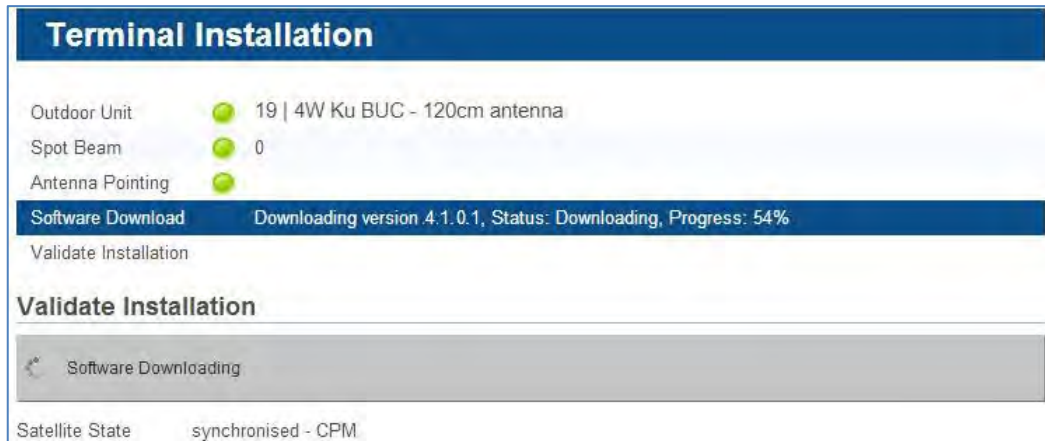 Terminal Installation
Outdoor Unit 19 | 4W Ku BUC - 120cm antenna
Spot Beam 0
Antenna Pointing
Software Download Downloading version 4.1.0.1, Status: Downloading, Progress: 54%
Validate Installation
Validate Installation
Software Downloading
Satellite State synchronised - CPM